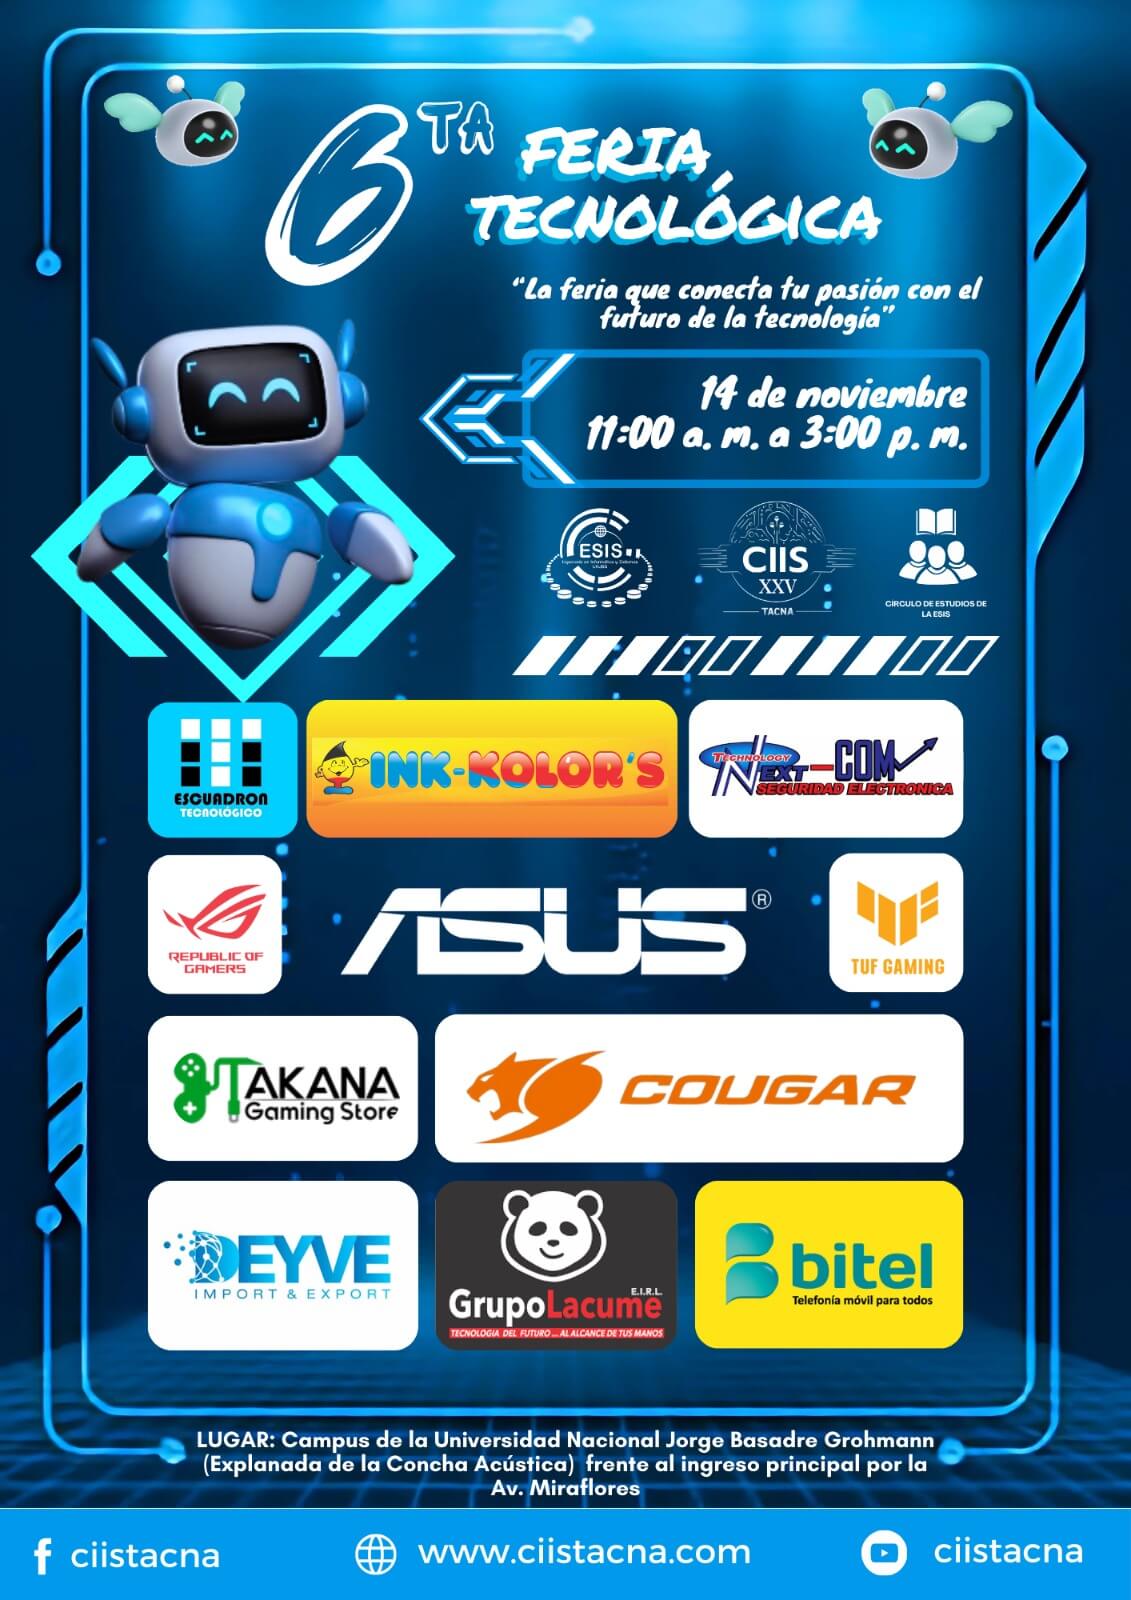 6TA FERIA
TECNOLÓGICA
“La feria que conecta tu pasión con el
futuro de la tecnología”
14 de noviembre
11:00 a. m. a 3:00 p. m.
ESIS
CIIS
XXV
TACNA
CÍRCULO DE ESTUDIOS DE
LA ESIS
ESCUADRON
TECNOLÓGICO
INK-KOLOR'S
TECHNOLOGY
NEXT-COM
SEGURIDAD ELECTRONICA
REPUBLIC OF
GAMERS
ASUS®
TUF GAMING
TAKANA
Gaming Store
COUGAR
DEYVE
IMPORT & EXPORT
E.I.R.L.
GrupoLacume
TECNOLOGIA DEL FUTURO ... AL ALCANCE DE TUS MANOS
bitel
Telefonía móvil para todos
LUGAR: Campus de la Universidad Nacional Jorge Basadre Grohmann
(Explanada de la Concha Acústica) frente al ingreso principal por la
Av. Miraflores
f ciistacna
www.ciistacna.com
ciistacna